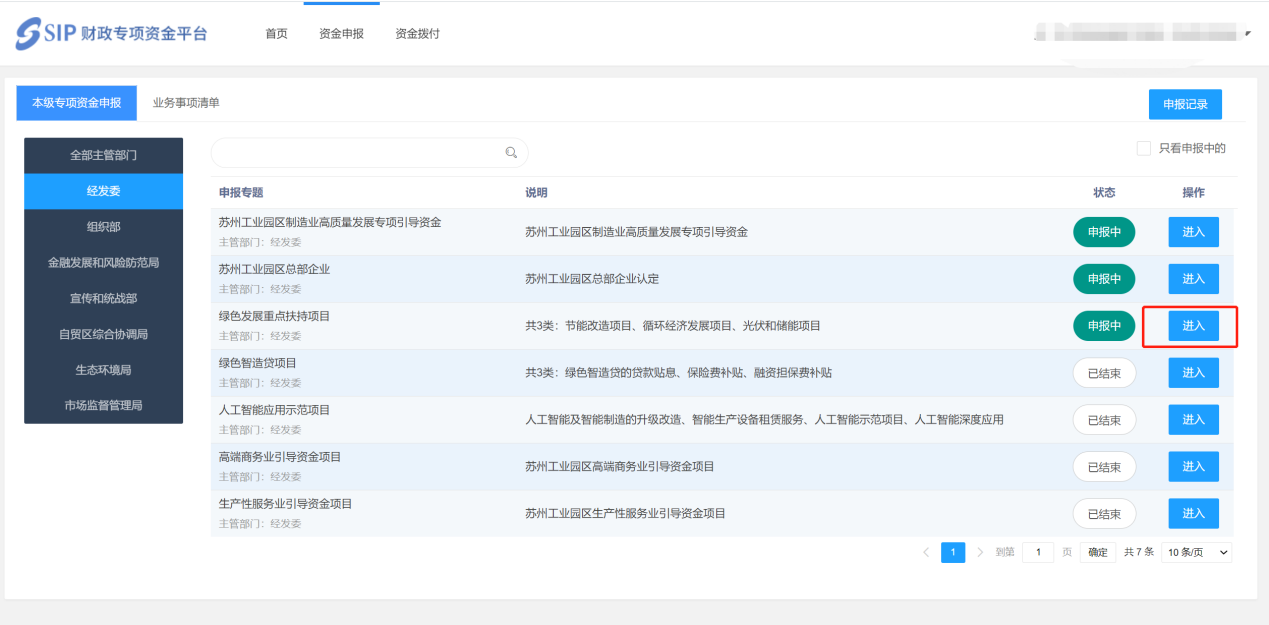 SIP 财政专项资金平台
首页
资金申报
资金拨付
本级专项资金申报
业务事项清单
申报记录
全部主管部门
经发委
组织部
金融发展和风险防范局
宣传和统战部
自贸区综合协调局
生态环境局
市场监督管理局
只看申报中的
申报专题 说明 状态 操作
苏州工业园区制造业高质量发展专项引导资金
主管部门：经发委
苏州工业园区制造业高质量发展专项引导资金
申报中
进入
苏州工业园区总部企业
主管部门：经发委
苏州工业园区总部企业认定
申报中
进入
绿色发展重点扶持项目
主管部门：经发委
共3类：节能改造项目、循环经济发展项目、光伏和储能项目
申报中
进入
绿色智造贷项目
主管部门：经发委
共3类：绿色智造贷的贷款贴息、保险费补贴、融资担保费补贴
已结束
进入
人工智能应用示范项目
主管部门：经发委
人工智能及智能制造的升级改造、智能生产设备租赁服务、人工智能示范项目、人工智能深度应用
已结束
进入
高端商务业引导资金项目
主管部门：经发委
苏州工业园区高端商务业引导资金项目
已结束
进入
生产性服务业引导资金项目
主管部门：经发委
苏州工业园区生产性服务业引导资金项目
已结束
进入
1 到第 1 页 确定 共 7 条 10 条/页